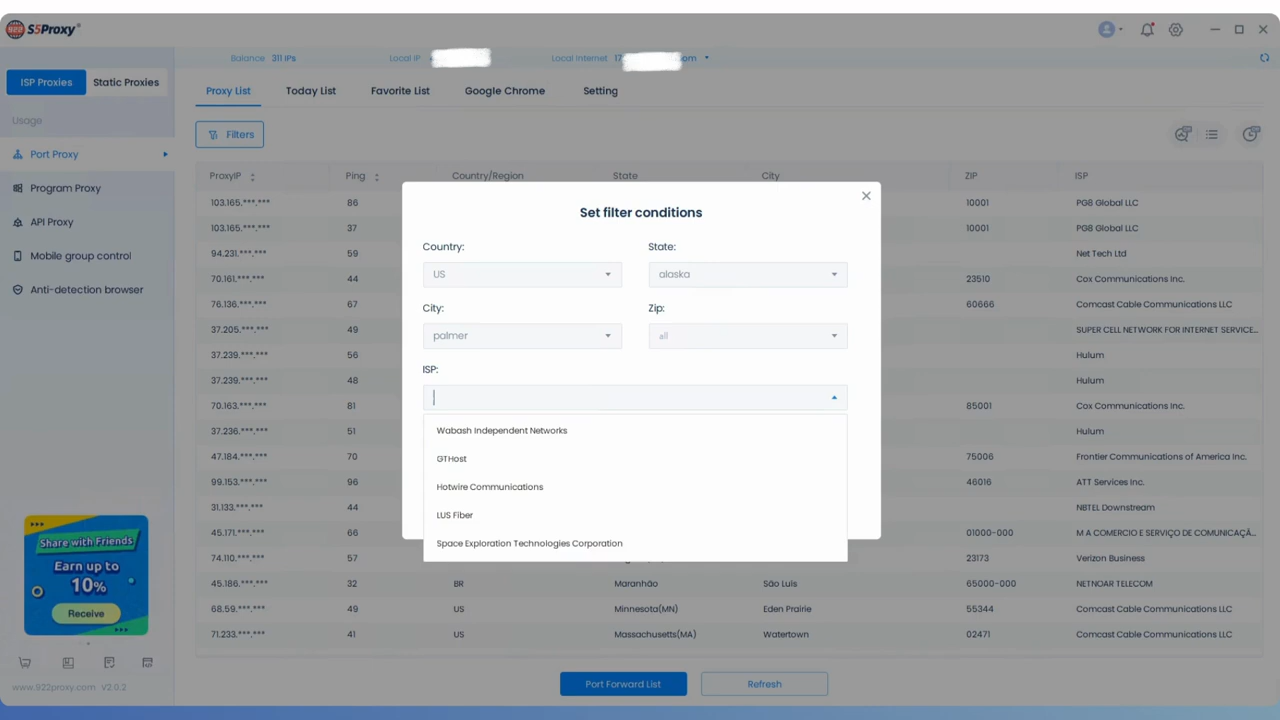 922 S5Proxy®
Balance 311 IPs Local IP Local Internet 17 om
ISP Proxies Static Proxies
Proxy List Today List Favorite List Google Chrome Setting
Usage
Filters
Port Proxy
Program Proxy
API Proxy
Mobile group control
Anti-detection browser
ProxyIP Ping Country/Region State City ZIP ISP
103.165.***.*** 86 10001 PG8 Global LLC
103.165.***.*** 37 10001 PG8 Global LLC
94.231.***.*** 59 Net Tech Ltd
70.161.***.*** 44 23510 Cox Communications Inc.
76.136.***.*** 67 60666 Comcast Cable Communications LLC
37.205.***.*** 49 SUPER CELL NETWORK FOR INTERNET SERVICE...
37.239.***.*** 56 Hulum
37.239.***.*** 48 Hulum
70.163.***.*** 81 85001 Cox Communications Inc.
37.236.***.*** 51 Hulum
47.184.***.*** 70 75006 Frontier Communications of America Inc.
99.153.***.*** 96 46016 ATT Services Inc.
31.133.***.*** 44 NBTEL Downstream
45.171.***.*** 66 01000-000 M A COMERCIO E SERVIÇO DE COMUNICAÇÃ...
74.110.***.*** 57 23173 Verizon Business
45.186.***.*** 32 BR Maranhão São Luís 65000-000 NETNOAR TELECOM
68.59.***.*** 49 US Minnesota(MN) Eden Prairie 55344 Comcast Cable Communications LLC
71.233.***.*** 41 US Massachusetts(MA) Watertown 02471 Comcast Cable Communications LLC
Set filter conditions
Country: State:
US alaska
City: Zip:
palmer all
ISP:
Wabash Independent Networks
GTHost
Hotwire Communications
LUS Fiber
Space Exploration Technologies Corporation
Share with Friends
Earn up to
10%
Receive
www.922proxy.com V2.0.2
Port Forward List Refresh